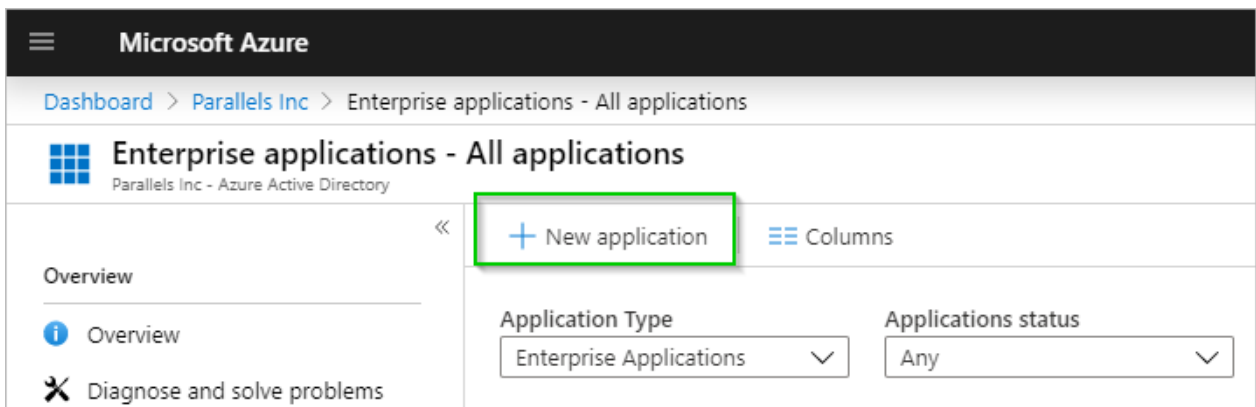 Microsoft Azure
Dashboard > Parallels Inc > Enterprise applications - All applications
Enterprise applications - All applications
Parallels Inc - Azure Active Directory
«
+ New application
Columns
Overview
Overview
Diagnose and solve problems
Application Type
Applications status
Enterprise Applications
Any